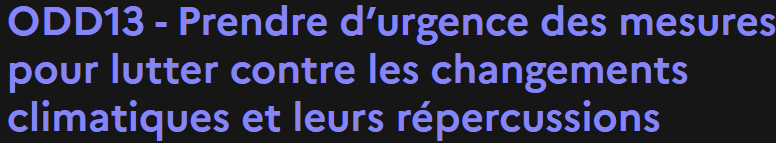 ODD13 - Prendre d’urgence des mesures
pour lutter contre les changements
climatiques et leurs répercussions